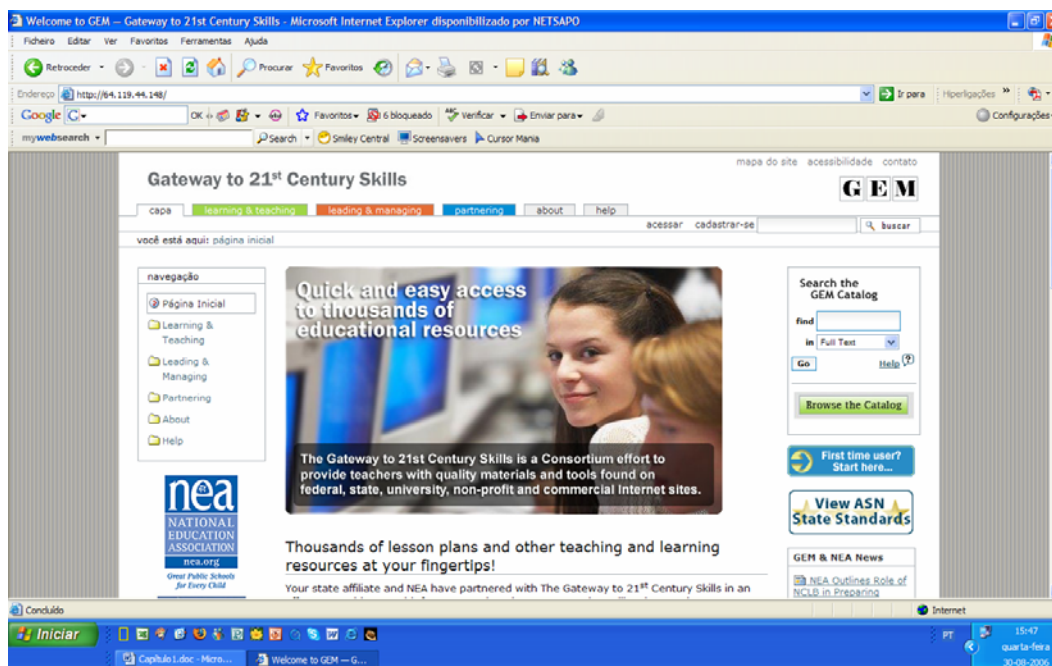 Welcome to GEM — Gateway to 21st Century Skills - Microsoft Internet Explorer disponibilizado por NETSAPO
Ficheiro Editar Ver Favoritos Ferramentas Ajuda
Retroceder Procurar Favoritos
Endereço http://64.119.44.148/ Ir para Hiperligações »
Google G OK Favoritos 6 bloqueado Verificar Enviar para Configurações
mywebsearch Search Smiley Central Screensavers Cursor Mania
mapa do site acessibilidade contato
Gateway to 21st Century Skills
GEM
capa learning & teaching leading & managing partnering about help
acessar cadastrar-se buscar
você está aqui: página inicial
navegação
Página Inicial
Learning &
Teaching
Leading &
Managing
Partnering
About
Help
nea
NATIONAL
EDUCATION
ASSOCIATION
nea.org
Great Public Schools
for Every Child
Quick and easy access
to thousands of
educational resources
The Gateway to 21st Century Skills is a Consortium effort to
provide teachers with quality materials and tools found on
federal, state, university, non-profit and commercial Internet sites.
Thousands of lesson plans and other teaching and learning
resources at your fingertips!
Your state affiliate and NEA have partnered with The Gateway to 21st Century Skills in an
Search the
GEM Catalog
find
in Full Text
Go Help ?
Browse the Catalog
First time user?
Start here...
View ASN
State Standards
GEM & NEA News
NEA Outlines Role of
NCLB in Preparing
Concluído Internet
Iniciar PT 15:47
quarta-feira
Capítulo 1.doc - Micro... Welcome to GEM — G... 30-08-2006